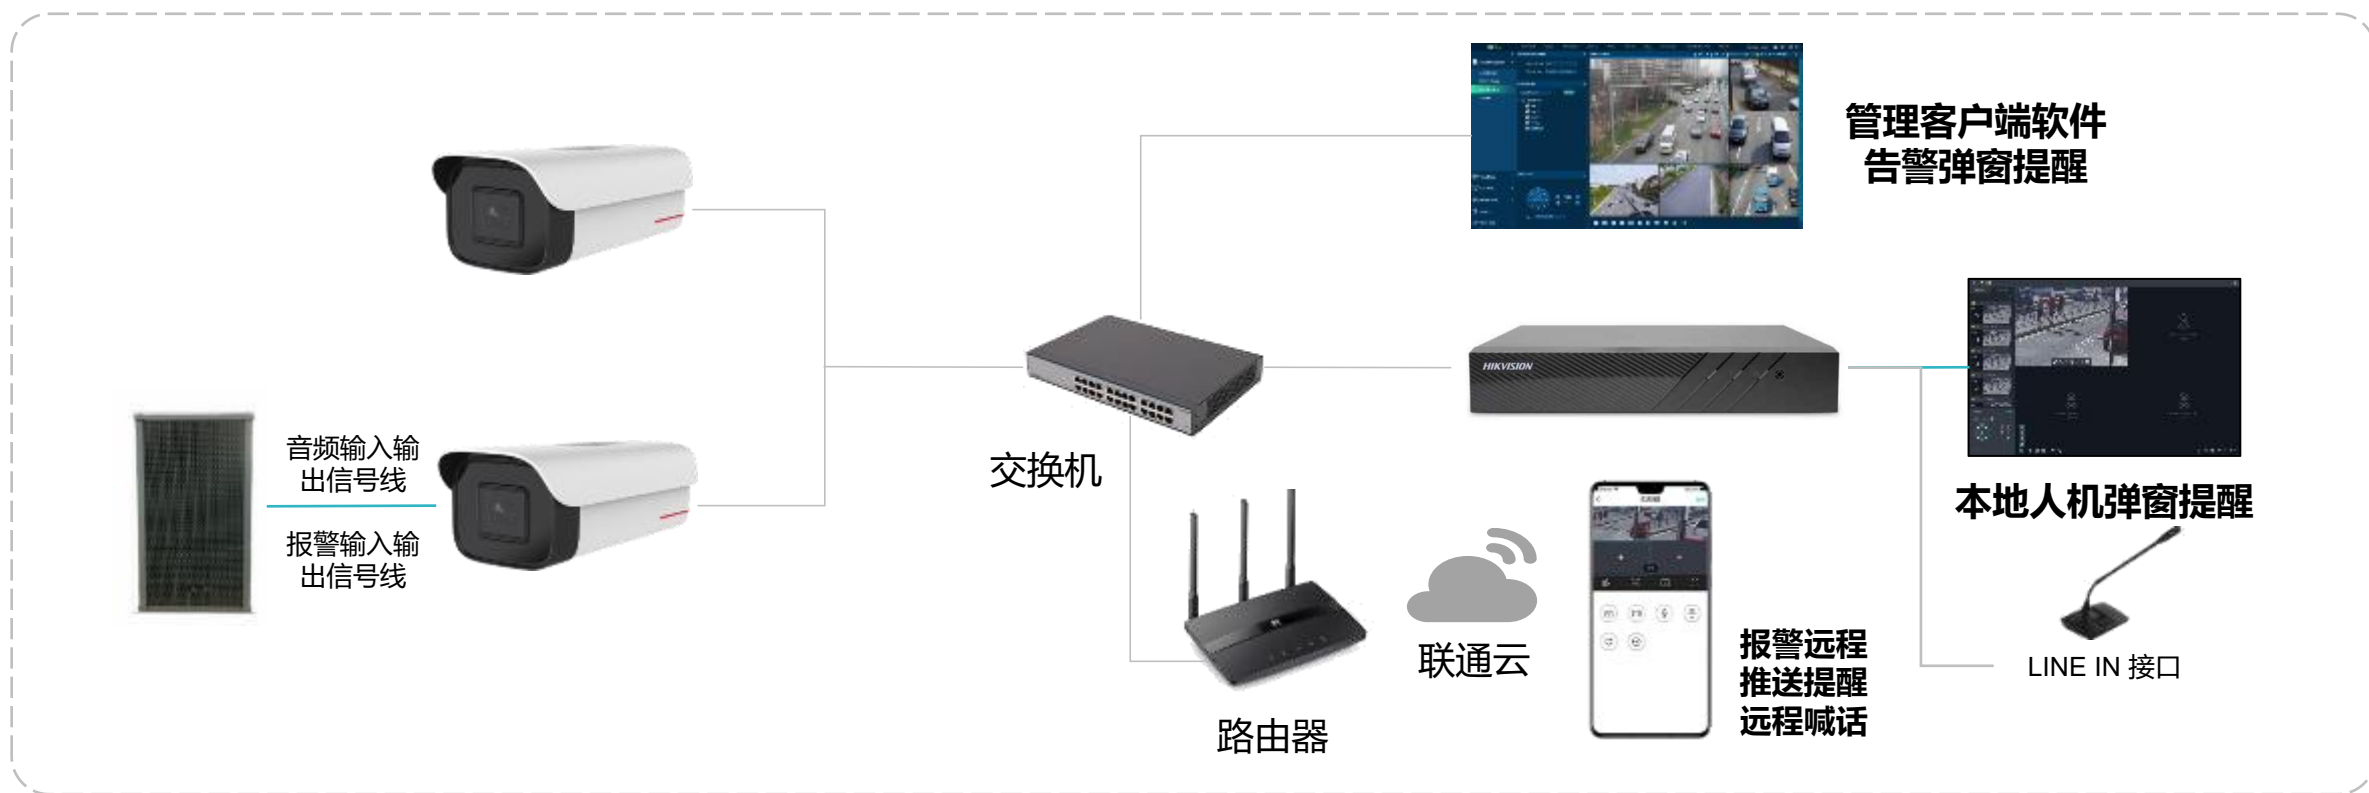 管理客户端软件
告警弹窗提醒
HIKVISION
音频输入输
出信号线
报警输入输
出信号线
交换机
本地人机弹窗提醒
联通云
报警远程
推送提醒
远程喊话
LINE IN 接口
路由器